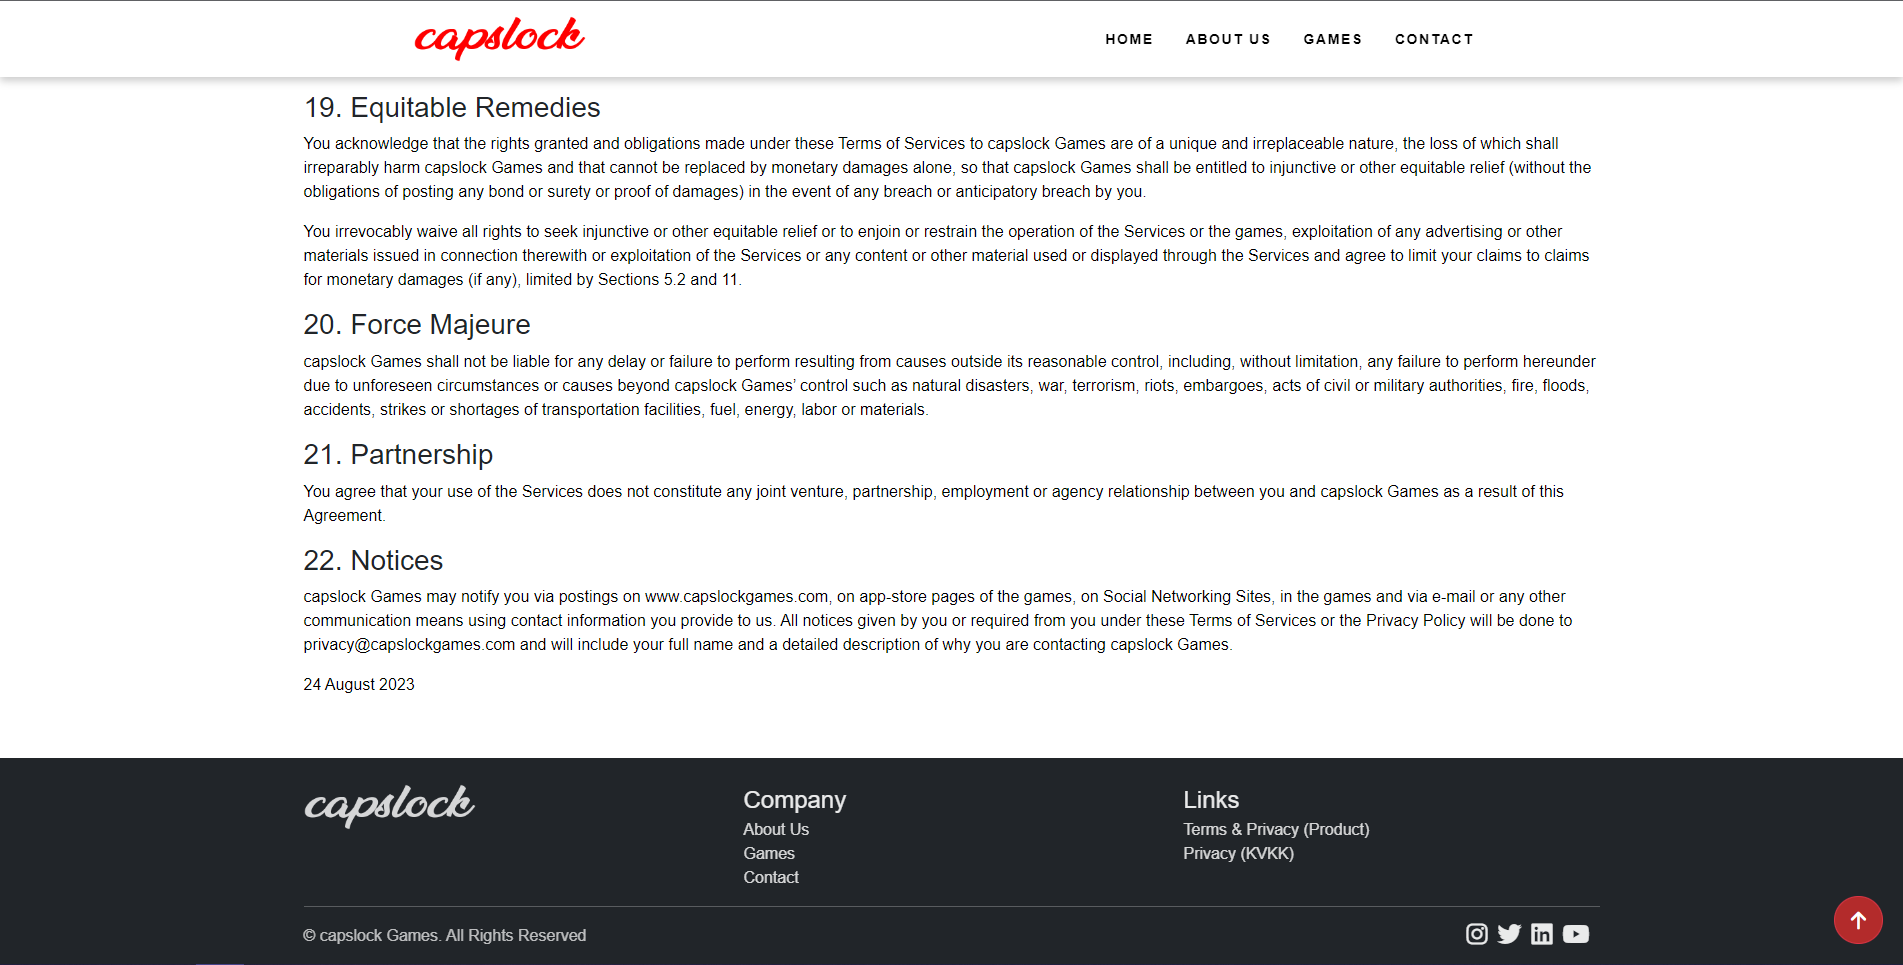 capslock
HOME ABOUT US GAMES CONTACT
19. Equitable Remedies
You acknowledge that the rights granted and obligations made under these Terms of Services to capslock Games are of a unique and irreplaceable nature, the loss of which shall
irreparably harm capslock Games and that cannot be replaced by monetary damages alone, so that capslock Games shall be entitled to injunctive or other equitable relief (without the
obligations of posting any bond or surety or proof of damages) in the event of any breach or anticipatory breach by you.
You irrevocably waive all rights to seek injunctive or other equitable relief or to enjoin or restrain the operation of the Services or the games, exploitation of any advertising or other
materials issued in connection therewith or exploitation of the Services or any content or other material used or displayed through the Services and agree to limit your claims to claims
for monetary damages (if any), limited by Sections 5.2 and 11.
20. Force Majeure
capslock Games shall not be liable for any delay or failure to perform resulting from causes outside its reasonable control, including, without limitation, any failure to perform hereunder
due to unforeseen circumstances or causes beyond capslock Games’ control such as natural disasters, war, terrorism, riots, embargoes, acts of civil or military authorities, fire, floods,
accidents, strikes or shortages of transportation facilities, fuel, energy, labor or materials.
21. Partnership
You agree that your use of the Services does not constitute any joint venture, partnership, employment or agency relationship between you and capslock Games as a result of this
Agreement.
22. Notices
capslock Games may notify you via postings on www.capslockgames.com, on app-store pages of the games, on Social Networking Sites, in the games and via e-mail or any other
communication means using contact information you provide to us. All notices given by you or required from you under these Terms of Services or the Privacy Policy will be done to
privacy@capslockgames.com and will include your full name and a detailed description of why you are contacting capslock Games.
24 August 2023
capslock
Company
About Us
Games
Contact
Links
Terms & Privacy (Product)
Privacy (KVKK)
© capslock Games. All Rights Reserved